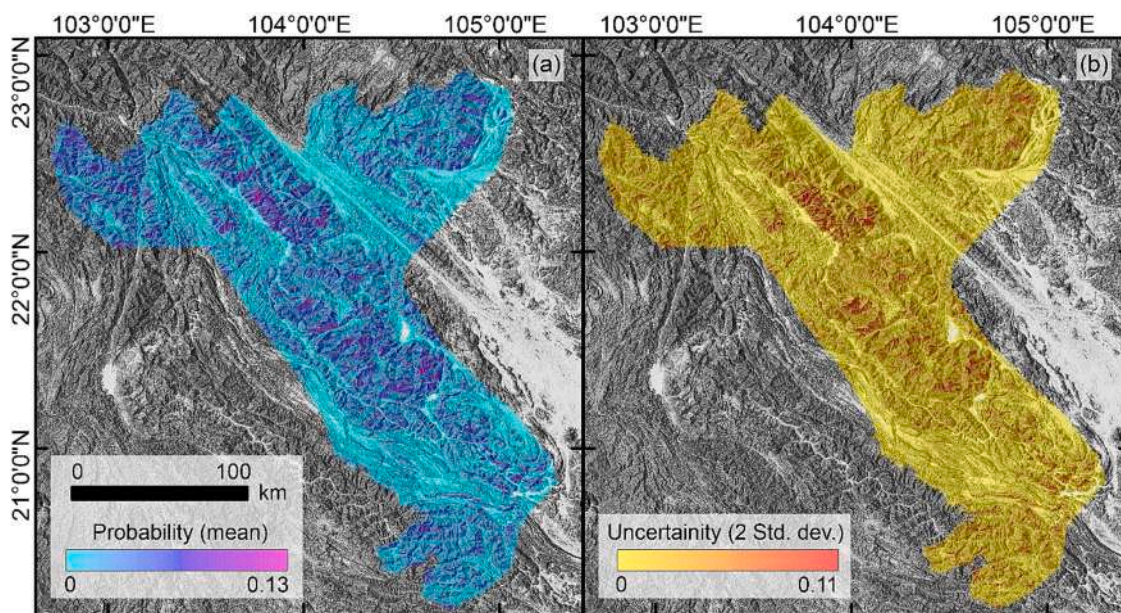 103°0'0"E 104°0'0"E 105°0'0"E 103°0'0"E 104°0'0"E 105°0'0"E
(a) (b)
23°0'0"N
22°0'0"N
21°0'0"N
0 100
km
Probability (mean)
0 0.13
Uncertainity (2 Std. dev.)
0 0.11